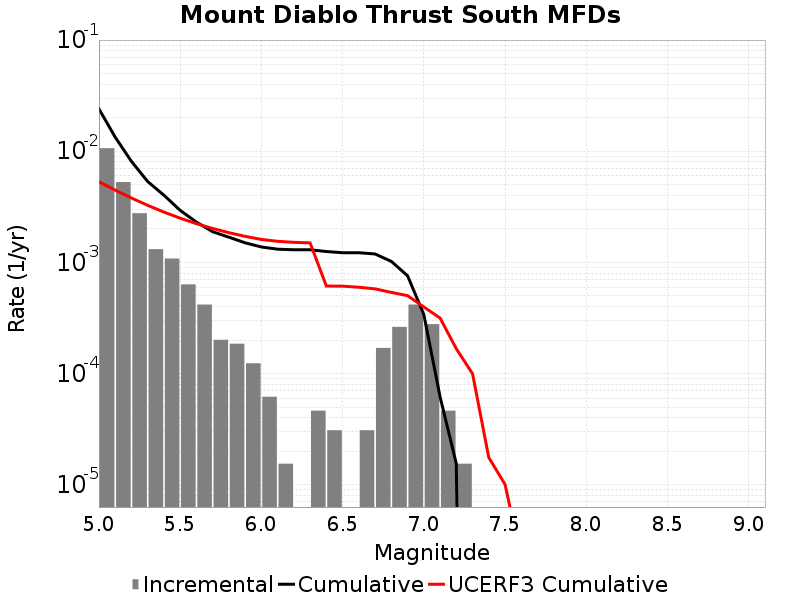 Mount Diablo Thrust South MFDs
10-1
10-2
10-3
10-4
10-5
Rate (1/yr)
5.0 5.5 6.0 6.5 7.0 7.5 8.0 8.5 9.0
Magnitude
Incremental Cumulative UCERF3 Cumulative